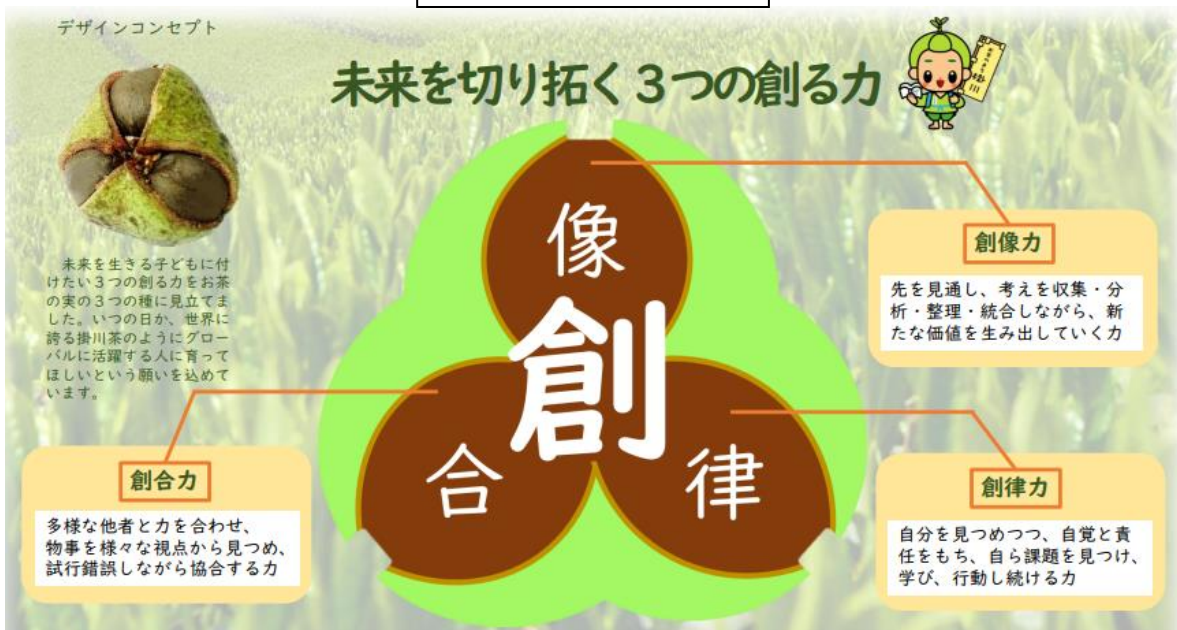 デザインコンセプト
未来を切り拓く3つの創る力
未来を生きる子どもに付
けたい3つの創る力をお茶
の実の3つの種に見立てま
した。いつの日か、世界に
誇る掛川茶のようにグロー
バルに活躍する人に育って
ほしいという願いを込めて
います。
像
創
合
律
創像力
先を見通し、考えを収集・分
析・整理・統合しながら、新
たな価値を生み出していく力
創合力
多様な他者と力を合わせ、
物事を様々な視点から見つめ、
試行錯誤しながら協合する力
創律力
自分を見つめつつ、自覚と責
任をもち、自ら課題を見つけ、
学び、行動し続ける力